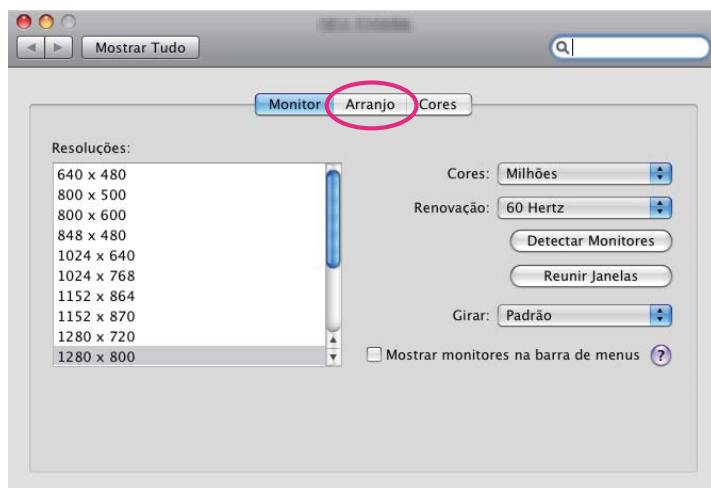 Mostrar Tudo
Monitor Arranjo Cores
Resoluções:
640 x 480
800 x 500
800 x 600
848 x 480
1024 x 640
1024 x 768
1152 x 864
1152 x 870
1280 x 720
1280 x 800
Cores: Milhões
Renovação: 60 Hertz
Detectar Monitores
Reunir Janelas
Girar: Padrão
Mostrar monitores na barra de menus ?